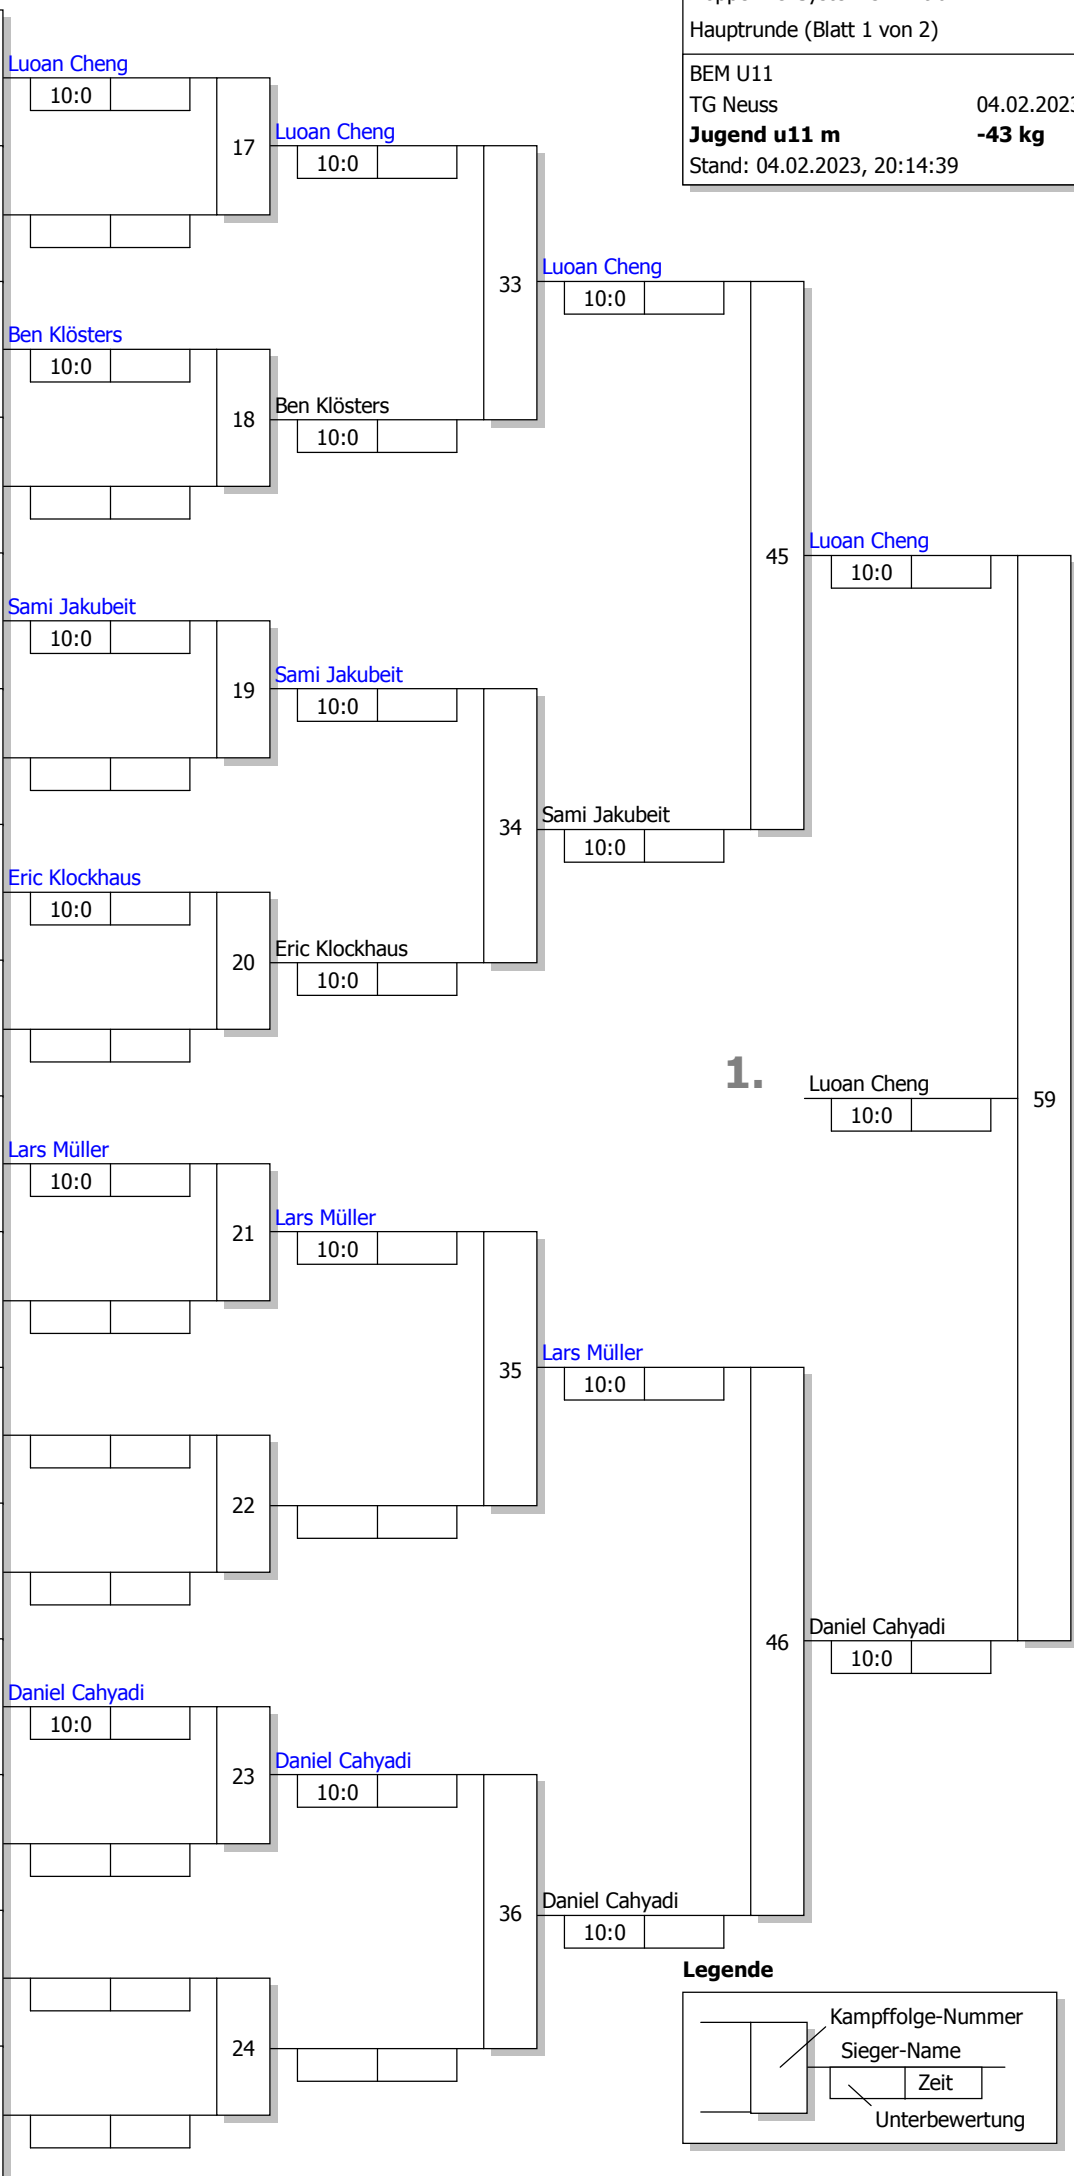 Hauptrunde (Blatt 1 von 2)
BEM U11
TG Neuss 04.02.2023
Jugend u11 m -43 kg
Stand: 04.02.2023, 20:14:39
Luoan Cheng
10:0
17
Luoan Cheng
10:0
33
Luoan Cheng
10:0
Ben Klösters
10:0
18
Ben Klösters
10:0
45
Luoan Cheng
10:0
Sami Jakubeit
10:0
19
Sami Jakubeit
10:0
34
Sami Jakubeit
10:0
Eric Klockhaus
10:0
20
Eric Klockhaus
10:0
1.
Luoan Cheng
10:0
59
Lars Müller
10:0
21
Lars Müller
10:0
35
Lars Müller
10:0
22
46
Daniel Cahyadi
10:0
Daniel Cahyadi
10:0
23
Daniel Cahyadi
10:0
36
Daniel Cahyadi
10:0
24
Legende
Kampffolge-Nummer
Sieger-Name
Zeit
Unterbewertung